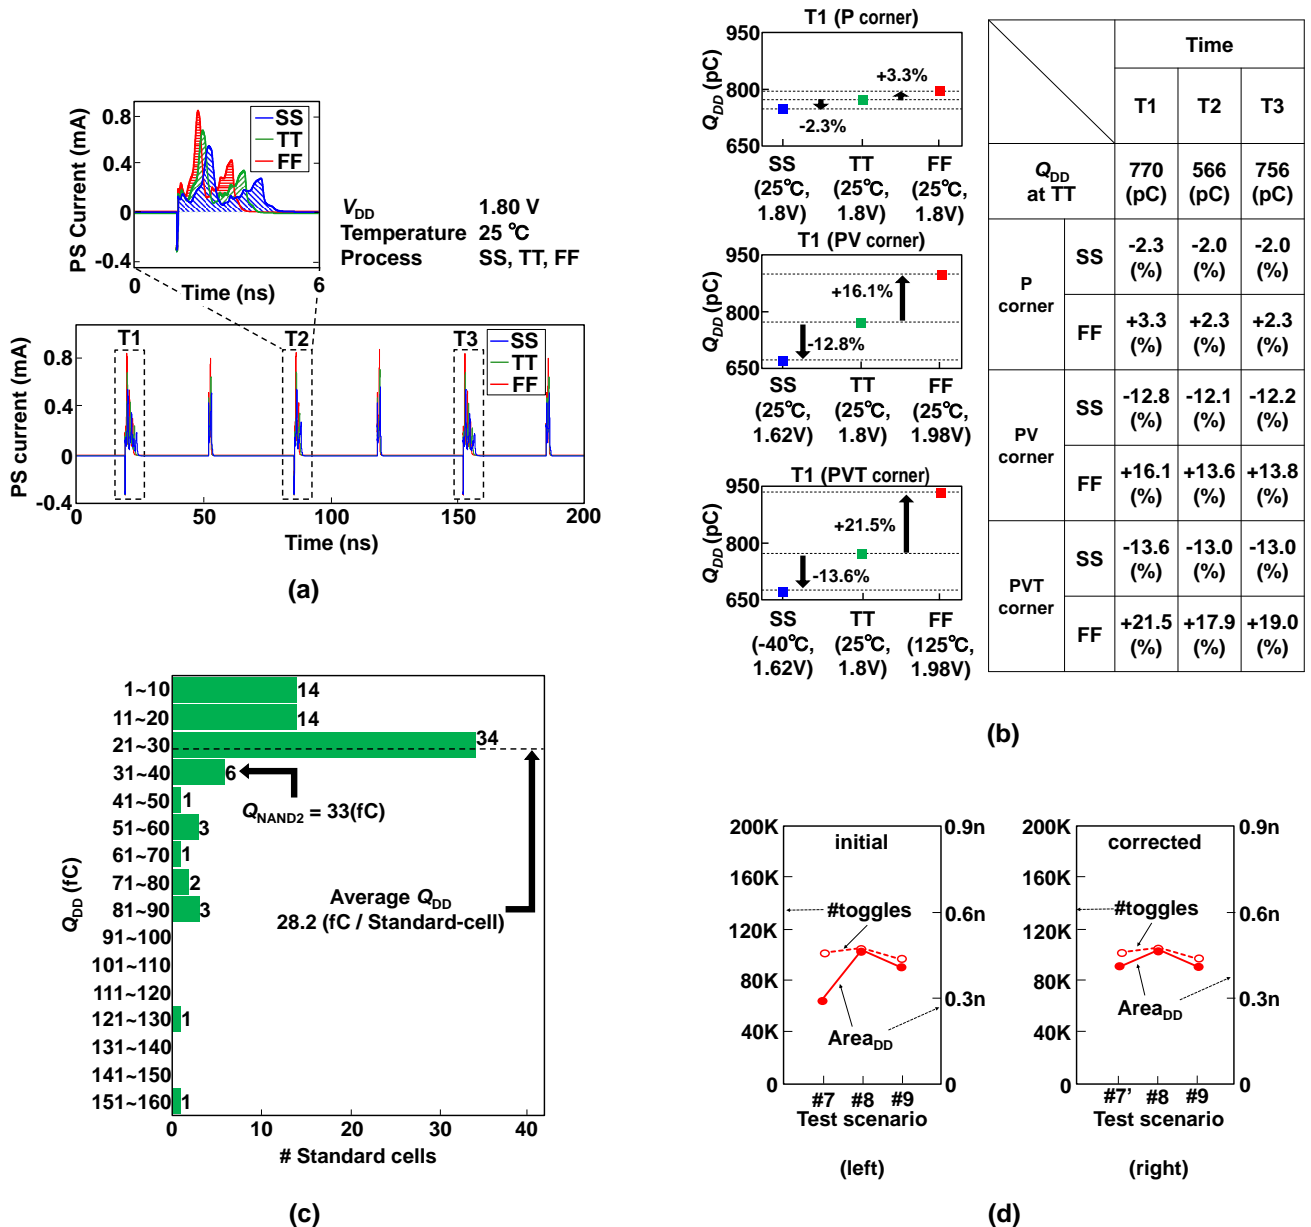 PS Current (mA)
0.8
0.4
0
-0.4
SS
TT
FF
0
6
Time (ns)
V_DD 1.80 V
Temperature 25 ℃
Process SS, TT, FF
PS current (mA)
0.8
0.4
0
-0.4
T1
T2
T3
SS
TT
FF
0
50
100
150
200
Time (ns)
(a)
T1 (P corner)
Q_DD (pC)
950
800
650
+3.3%
-2.3%
SS TT FF
(25℃, (25℃, (25℃,
1.8V) 1.8V) 1.8V)
T1 (PV corner)
Q_DD (pC)
950
800
650
+16.1%
-12.8%
SS TT FF
(25℃, (25℃, (25℃,
1.62V) 1.8V) 1.98V)
T1 (PVT corner)
Q_DD (pC)
950
800
650
+21.5%
-13.6%
SS TT FF
(-40℃, (25℃, (125℃,
1.62V) 1.8V) 1.98V)
Time
T1 T2 T3
Q_DD 770 566 756
at TT (pC) (pC) (pC)
P
corner
SS -2.3 -2.0 -2.0
(%) (%) (%)
FF +3.3 +2.3 +2.3
(%) (%) (%)
PV
corner
SS -12.8 -12.1 -12.2
(%) (%) (%)
FF +16.1 +13.6 +13.8
(%) (%) (%)
PVT
corner
SS -13.6 -13.0 -13.0
(%) (%) (%)
FF +21.5 +17.9 +19.0
(%) (%) (%)
(b)
Q_DD (fC)
1~10 14
11~20 14
21~30 34
31~40 6
41~50 1
51~60 3
61~70 1
71~80 2
81~90 3
91~100
101~110
111~120
121~130 1
131~140
141~150
151~160 1
Q_NAND2 = 33(fC)
Average Q_DD
28.2 (fC / Standard-cell)
0 10 20 30 40
# Standard cells
(c)
200K
160K
120K
80K
40K
0
initial
#toggles
Area_DD
0.9n
0.6n
0.3n
0
#7 #8 #9
Test scenario
(left)
200K
160K
120K
80K
40K
0
corrected
#toggles
Area_DD
0.9n
0.6n
0.3n
0
#7' #8 #9
Test scenario
(right)
(d)